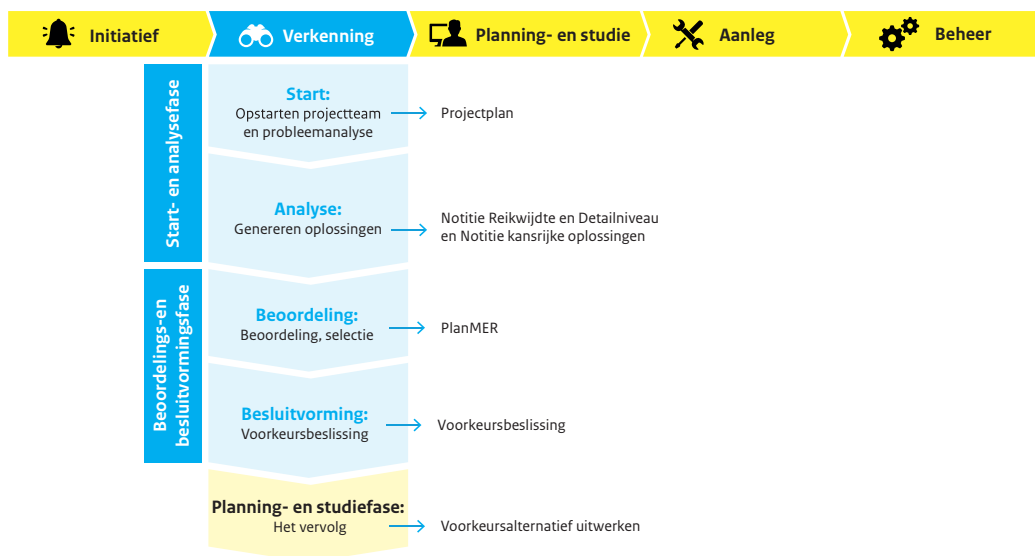 Initiatief
Verkenning
Planning- en studie
Aanleg
Beheer
Start- en analysefase
Start:
Opstarten projectteam
en probleemanalyse
Projectplan
Analyse:
Genereren oplossingen
Notitie Reikwijdte en Detailniveau
en Notitie kansrijke oplossingen
Beoordelings-en
besluitvormingsfase
Beoordeling:
Beoordeling, selectie
PlanMER
Besluitvorming:
Voorkeursbeslissing
Voorkeursbeslissing
Planning- en studiefase:
Het vervolg
Voorkeursalternatief uitwerken